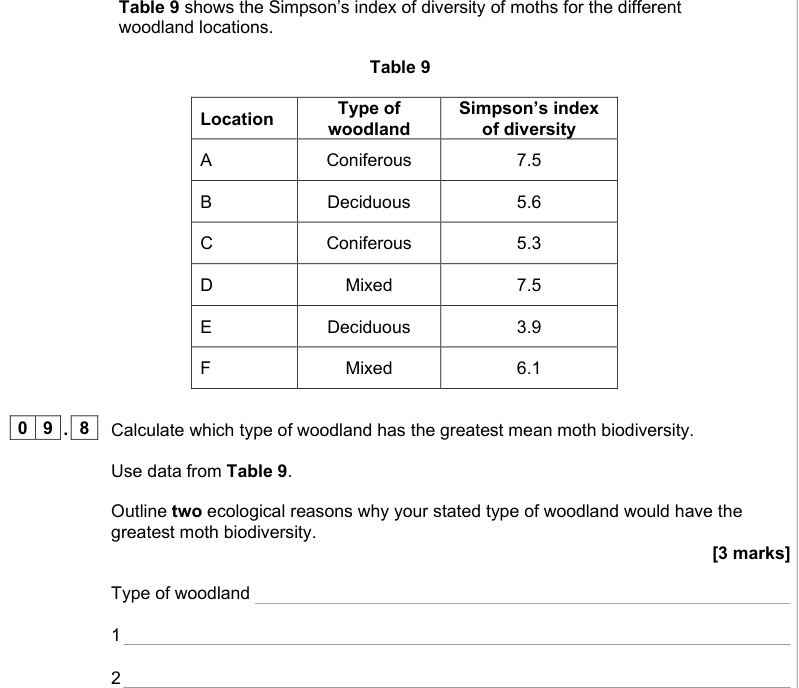 Table 9 shows the Simpson's index of diversity of moths for the different
woodland locations.
Table 9
Location Type of woodland Simpson's index of diversity
A Coniferous 7.5
B Deciduous 5.6
C Coniferous 5.3
D Mixed 7.5
E Deciduous 3.9
F Mixed 6.1
0 9 . 8 Calculate which type of woodland has the greatest mean moth biodiversity.
Use data from Table 9.
Outline two ecological reasons why your stated type of woodland would have the
greatest moth biodiversity.
[3 marks]
Type of woodland
1
2